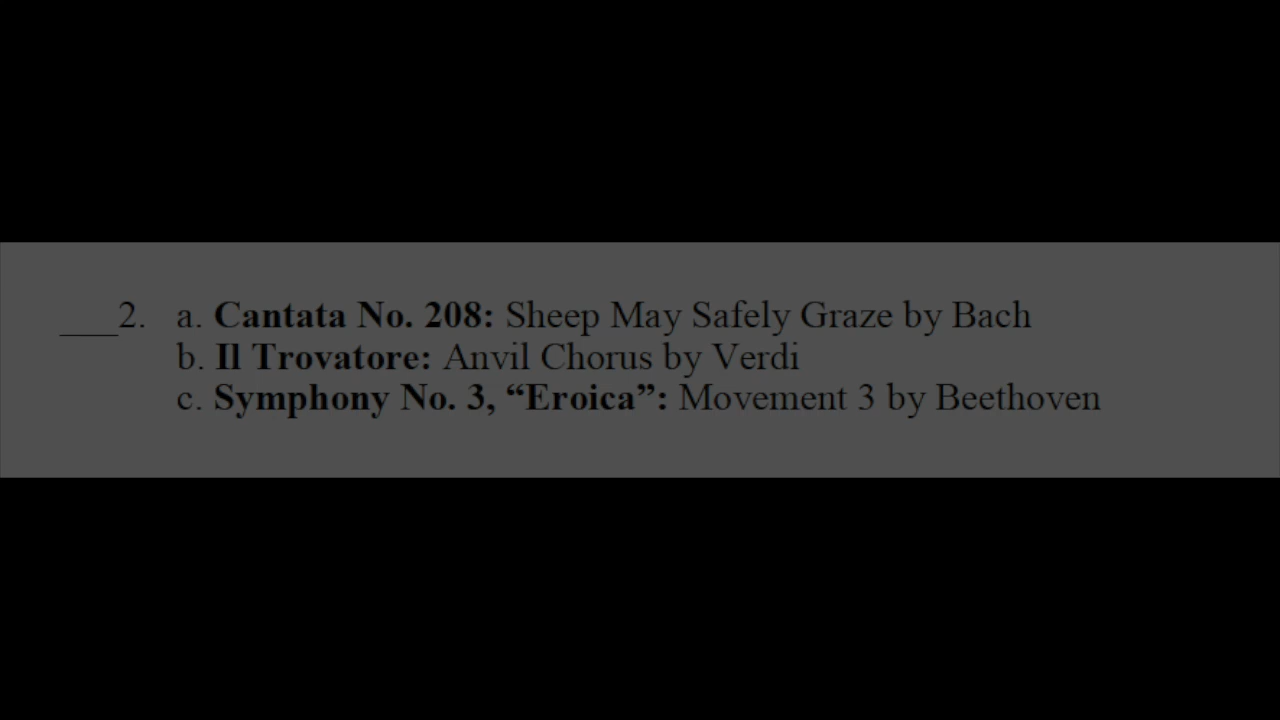 ___2. a. Cantata No. 208: Sheep May Safely Graze by Bach
b. Il Trovatore: Anvil Chorus by Verdi
c. Symphony No. 3, “Eroica”: Movement 3 by Beethoven